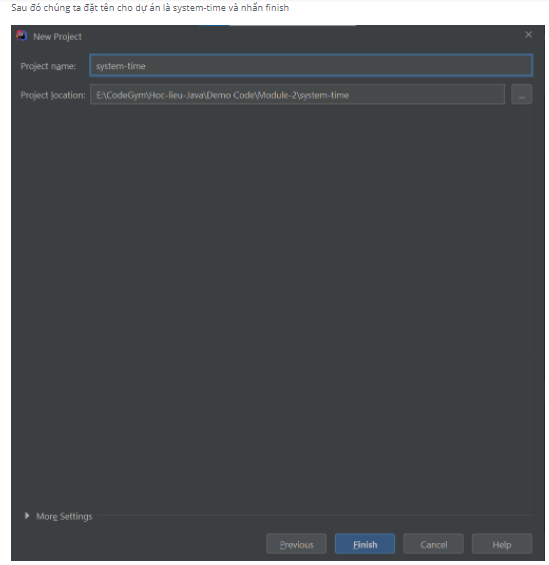 Sau đó chúng ta đặt tên cho dự án là system-time và nhấn finish
New Project
Project name: system-time
Project location: E:\CodeGym\Hoc-lieu-Java\Demo Code\Module-2\system-time ...
More Settings
Previous Finish Cancel Help